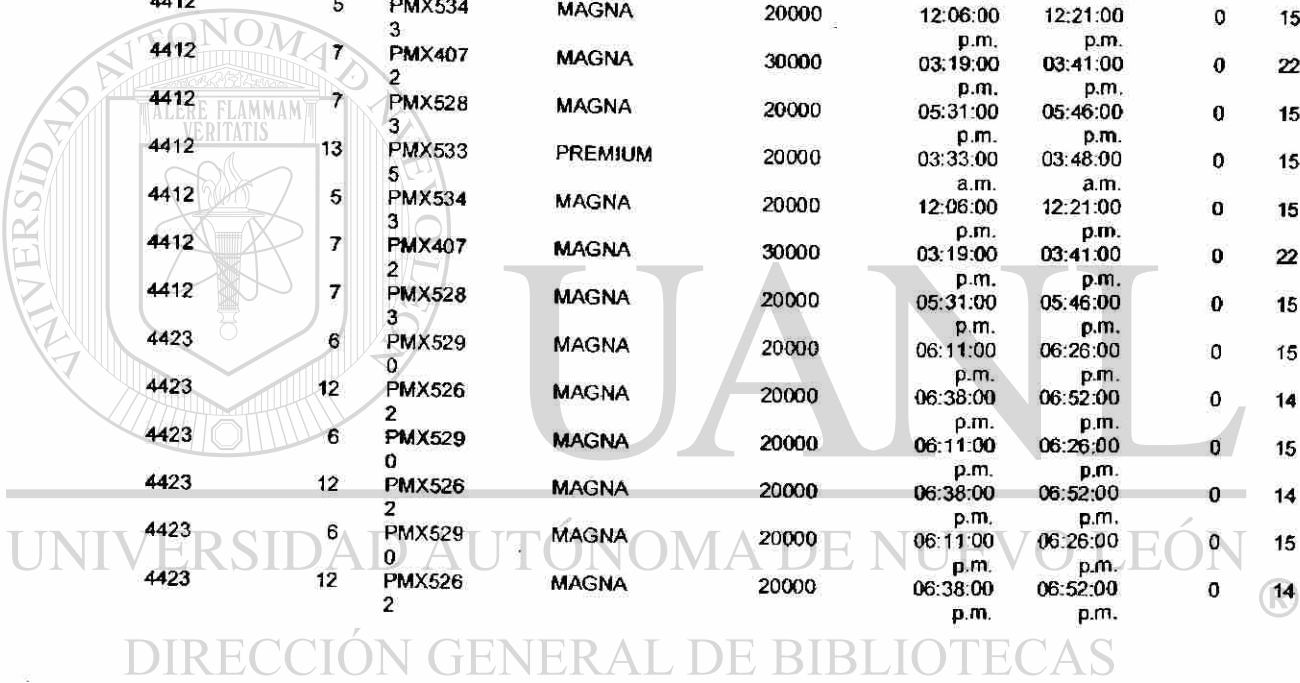 4412 5 PMX534 MAGNA 20000 12:06:00 12:21:00 0 15
3 p.m. p.m.
4412 7 PMX407 MAGNA 30000 03:19:00 03:41:00 0 22
2 p.m. p.m.
4412 7 PMX528 MAGNA 20000 05:31:00 05:46:00 0 15
3 p.m. p.m.
4412 13 PMX533 PREMIUM 20000 03:33:00 03:48:00 0 15
5 a.m. a.m.
4412 5 PMX534 MAGNA 20000 12:06:00 12:21:00 0 15
3 p.m. p.m.
4412 7 PMX407 MAGNA 30000 03:19:00 03:41:00 0 22
2 p.m. p.m.
4412 7 PMX528 MAGNA 20000 05:31:00 05:46:00 0 15
3 p.m. p.m.
4423 6 PMX529 MAGNA 20000 06:11:00 06:26:00 0 15
0 p.m. p.m.
4423 12 PMX526 MAGNA 20000 06:38:00 06:52:00 0 14
2 p.m. p.m.
4423 6 PMX529 MAGNA 20000 06:11:00 06:26:00 0 15
0 p.m. p.m.
4423 12 PMX526 MAGNA 20000 06:38:00 06:52:00 0 14
2 p.m. p.m.
4423 6 PMX529 MAGNA 20000 06:11:00 06:26:00 0 15
0 p.m. p.m.
4423 12 PMX526 MAGNA 20000 06:38:00 06:52:00 0 14
2 p.m. p.m.
UNIVERSIDAD AUTONOMA DE NUEVO LEON
ALERE FLAMMAM
VERITATIS
UANL
UNIVERSIDAD AUTÓNOMA DE NUEVO LEÓN
®
DIRECCIÓN GENERAL DE BIBLIOTECAS